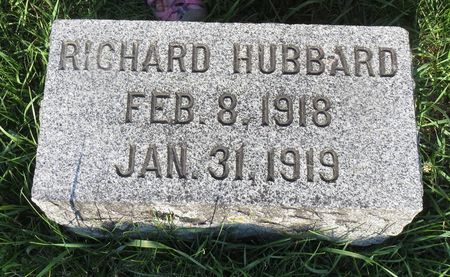 RICHARD HUBBARD
FEB. 8. 1918
JAN. 31, 1919